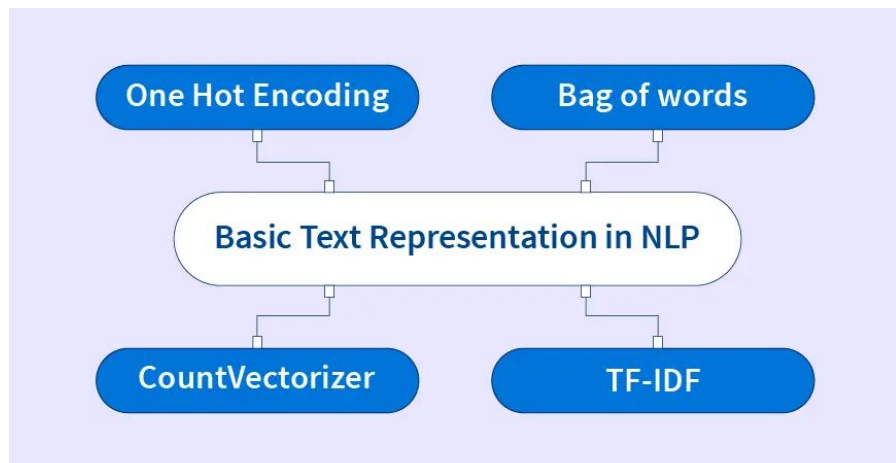 One Hot Encoding
Bag of words
Basic Text Representation in NLP
CountVectorizer
TF-IDF